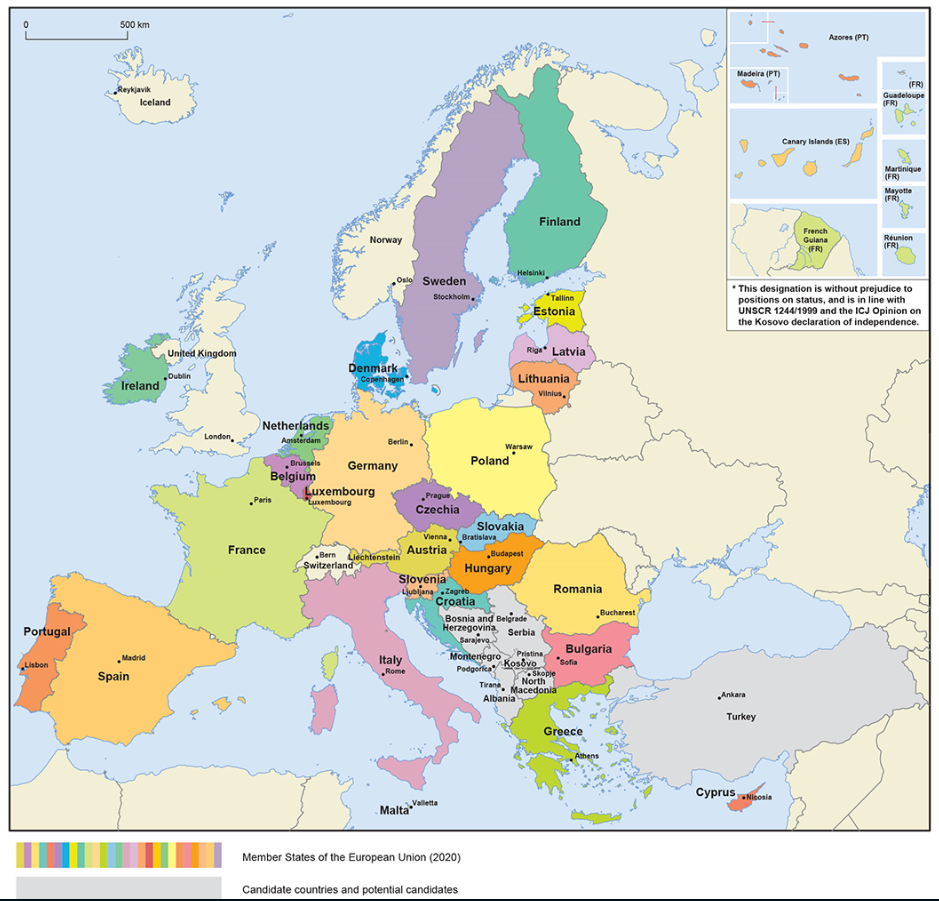 0
500 km
Reykjavik
Iceland
Azores (PT)
Madeira (PT)
(FR)
Guadeloupe
(FR)
Canary Islands (ES)
Martinique
(FR)
Mayotte
(FR)
French
Guiana
(FR)
Réunion
(FR)
* This designation is without prejudice to
positions on status, and is in line with
UNSCR 1244/1999 and the ICJ Opinion on
the Kosovo declaration of independence.
Finland
Norway
Helsinki
Oslo
Sweden
Stockholm
Tallinn
Estonia
Riga
Latvia
United Kingdom
Denmark
Copenhagen
Dublin
Ireland
Lithuania
Vilnius
Netherlands
Amsterdam
London
Berlin
Warsaw
Poland
Brussels
Belgium
Germany
Luxembourg
Luxembourg
Paris
Prague
Czechia
Slovakia
Bratislava
Vienna
Austria
France
Bern
Switzerland
Liechtenstein
Budapest
Hungary
Slovenia
Ljubljana
Zagreb
Croatia
Romania
Bucharest
Bosnia and
Herzegovina
Belgrade
Serbia
Sarajevo
Portugal
Lisbon
Madrid
Spain
Italy
Rome
Montenegro
Podgorica
Pristina
Kosovo
*
Bulgaria
Sofia
Skopje
North
Macedonia
Tirana
Albania
Ankara
Turkey
Greece
Athens
Cyprus
Nicosia
Malta
Valletta
Member States of the European Union (2020)
Candidate countries and potential candidates